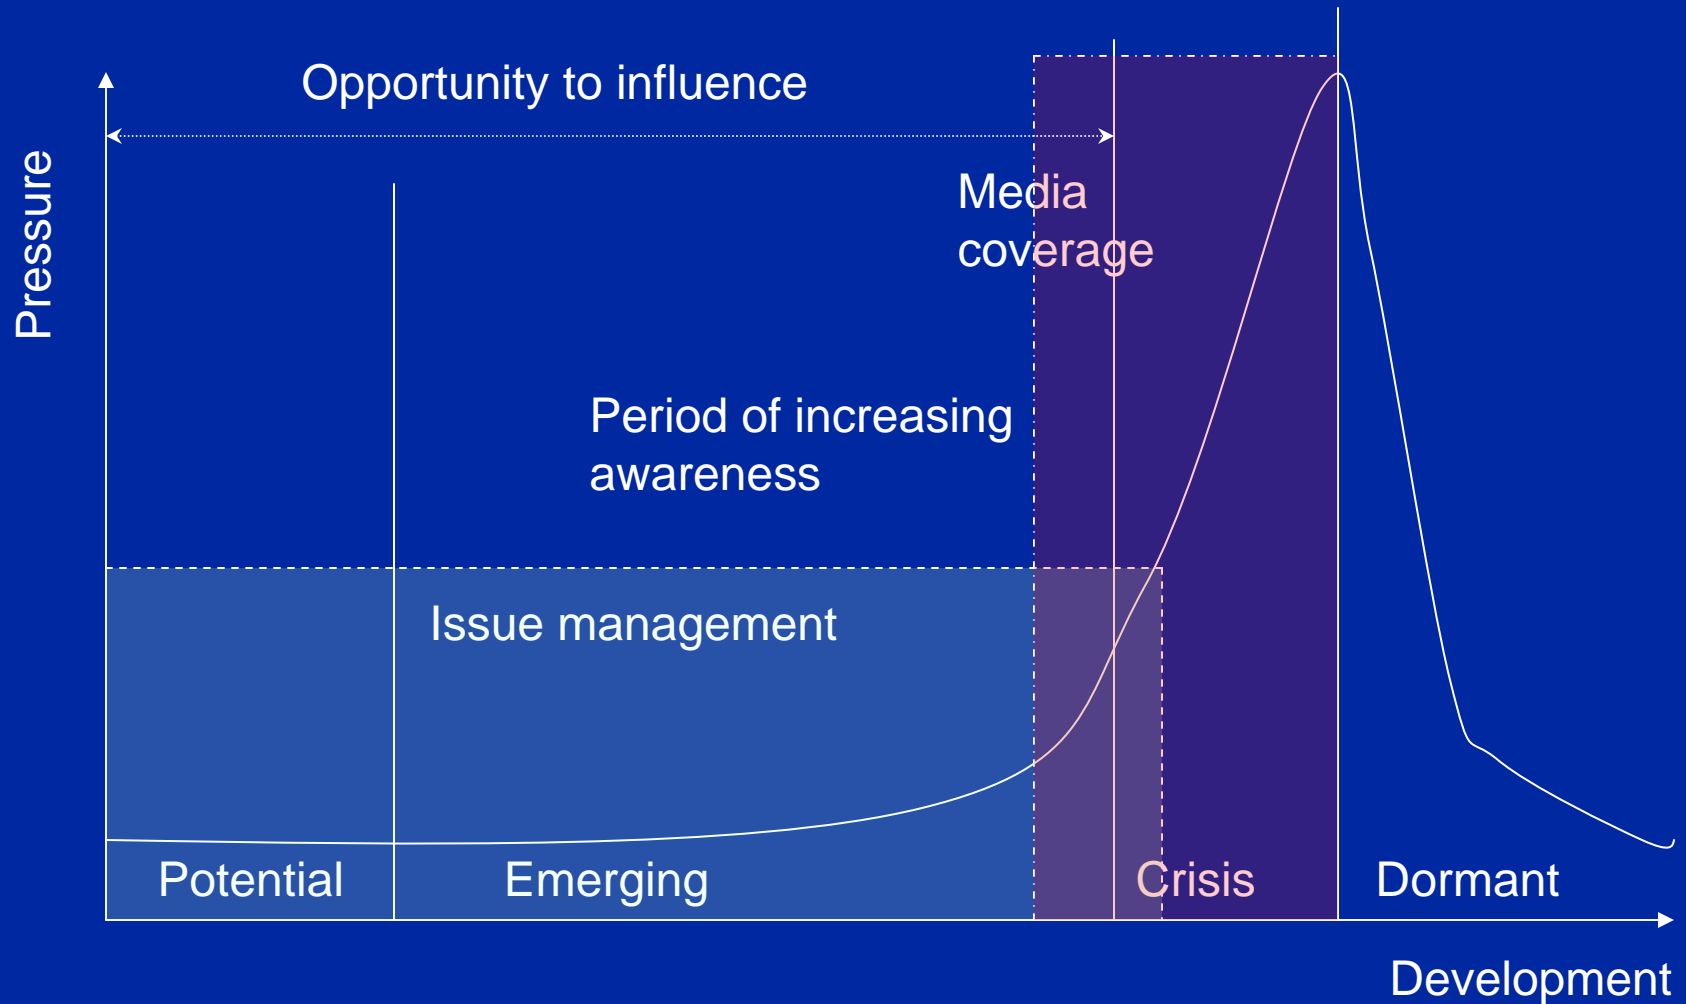 Opportunity to influence
Pressure
Media
coverage
Period of increasing
awareness
Issue management
Potential
Emerging
Crisis
Dormant
Development